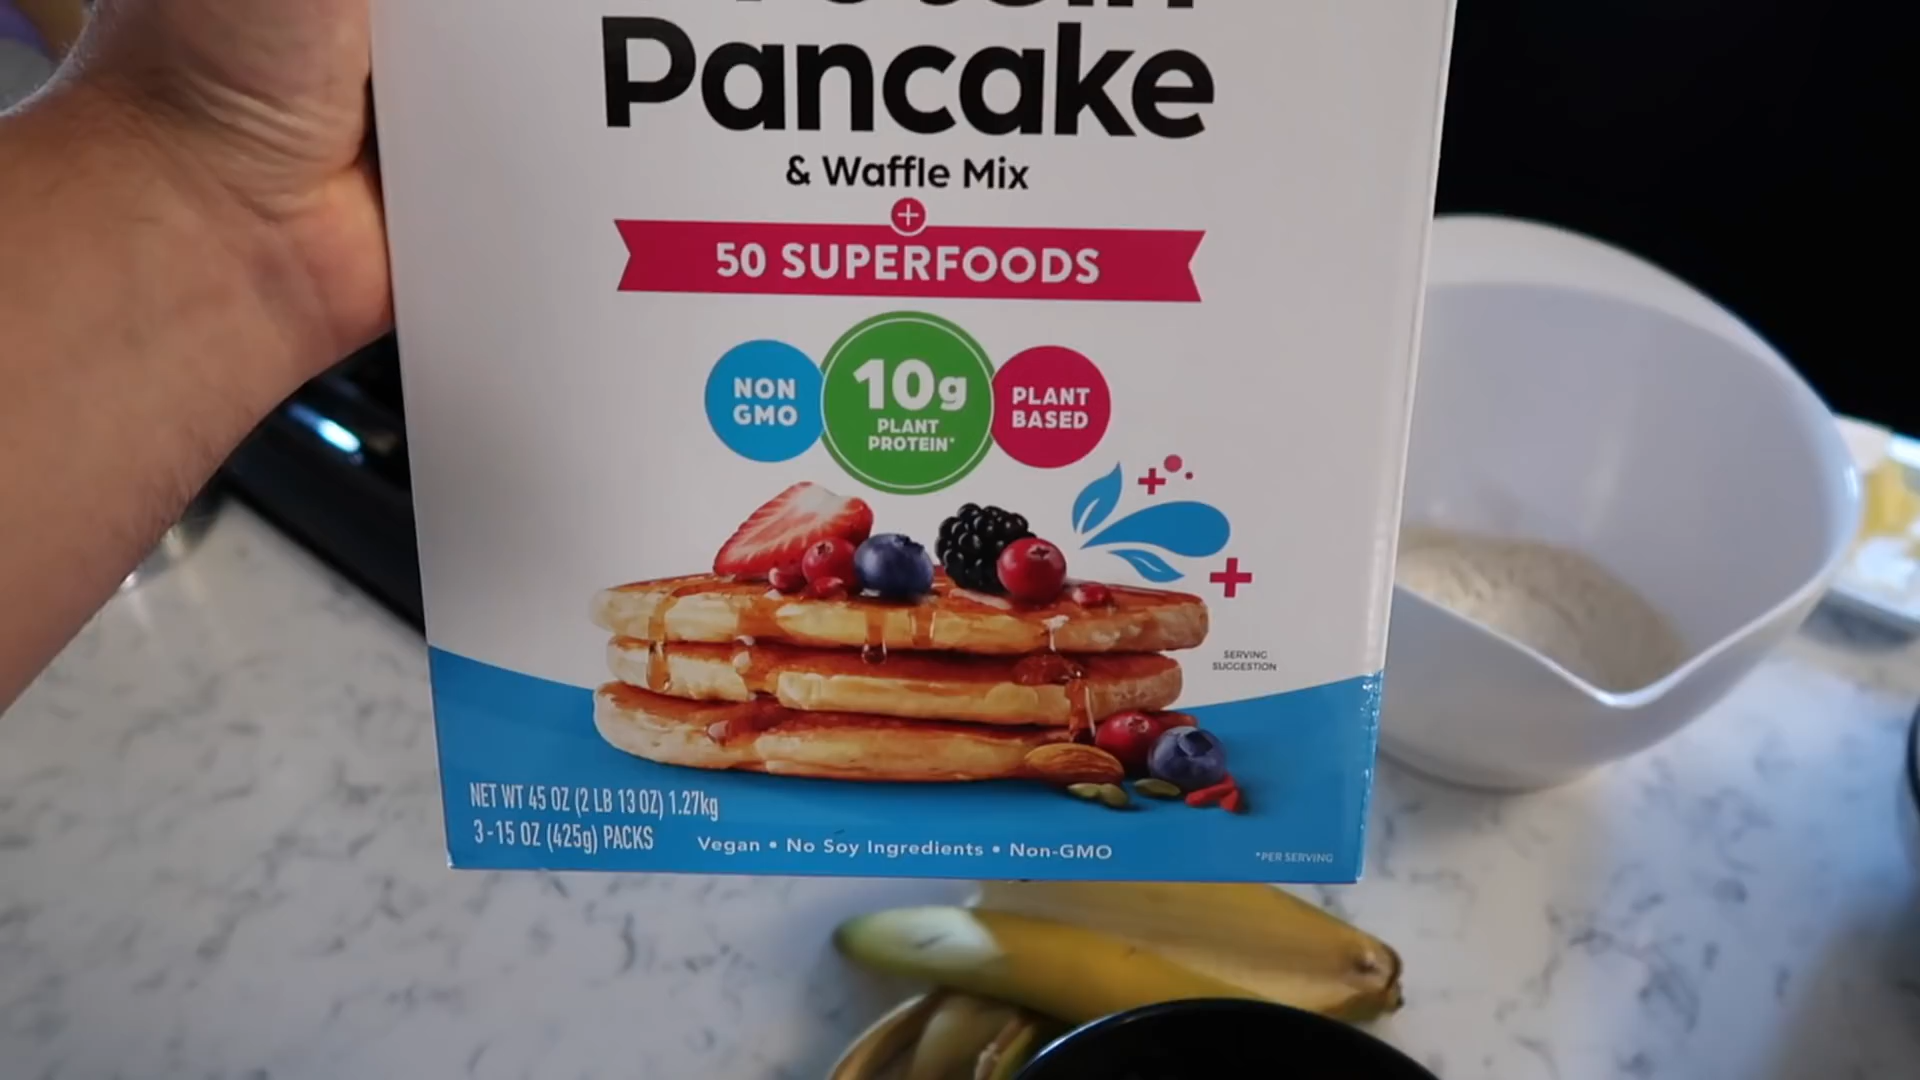 Protein
Pancake
& Waffle Mix
50 SUPERFOODS
NON
GMO
10g
PLANT
PROTEIN*
PLANT
BASED
SERVING
SUGGESTION
NET WT 45 OZ (2 LB 13 OZ) 1.27kg
3-15 OZ (425g) PACKS
Vegan • No Soy Ingredients • Non-GMO
*PER SERVING